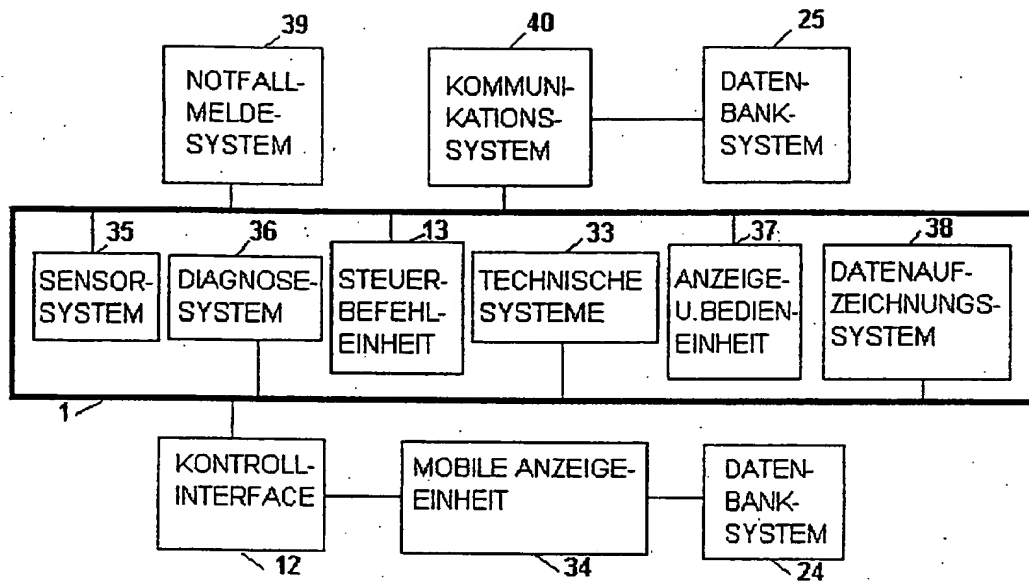 39
40
25
NOTFALL-
MELDE-
SYSTEM
KOMMUNI-
KATIONS-
SYSTEM
DATEN-
BANK-
SYSTEM
35
36
13
33
37
38
SENSOR-
SYSTEM
DIAGNOSE-
SYSTEM
STEUER-
BEFEHL-
EINHEIT
TECHNISCHE
SYSTEME
ANZEIGE-
U.BEDIEN-
EINHEIT
DATENAUF-
ZEICHNUNGS-
SYSTEM
1
KONTROLL-
INTERFACE
MOBILE ANZEIGE-
EINHEIT
DATEN-
BANK-
SYSTEM
12
34
24